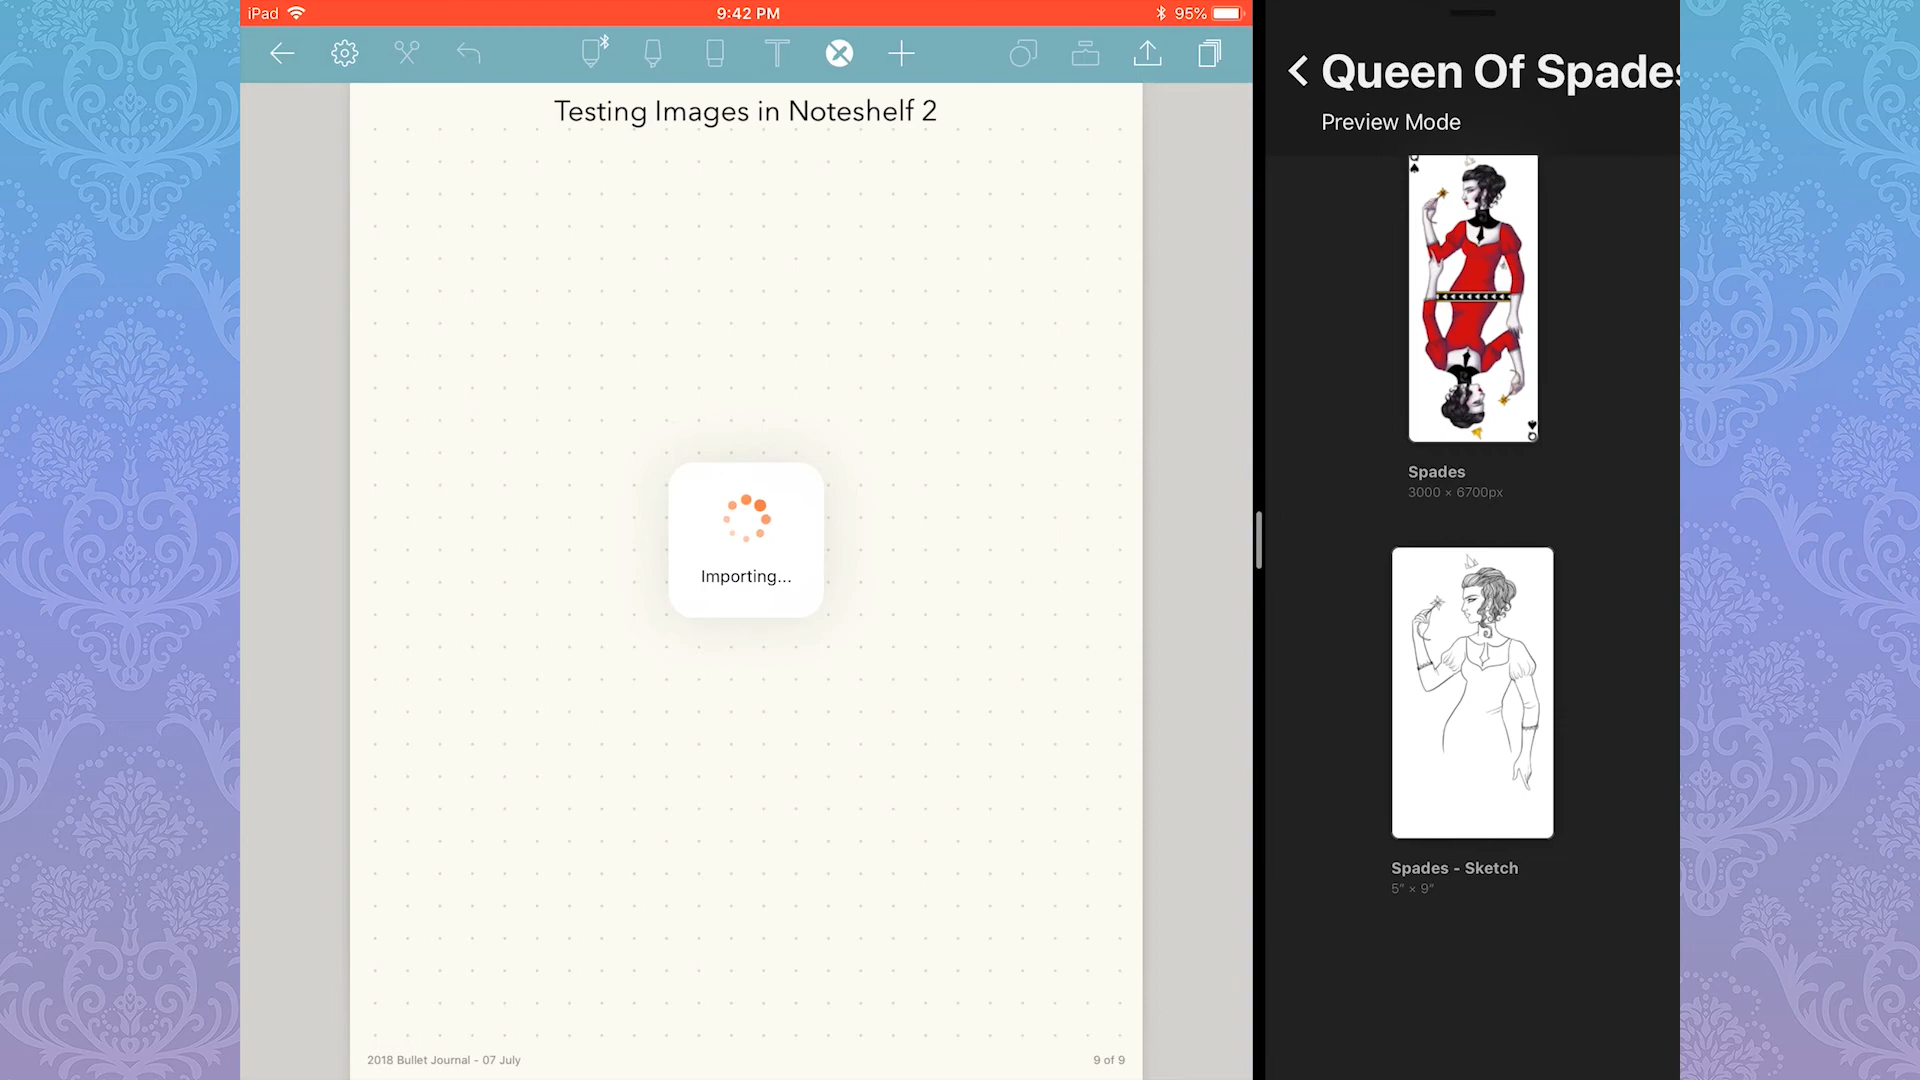 iPad
9:42 PM
95%
Testing Images in Noteshelf 2
Importing...
2018 Bullet Journal - 07 July
9 of 9
Queen Of Spades
Preview Mode
Spades
3000 × 6700px
Spades - Sketch
5" × 9"